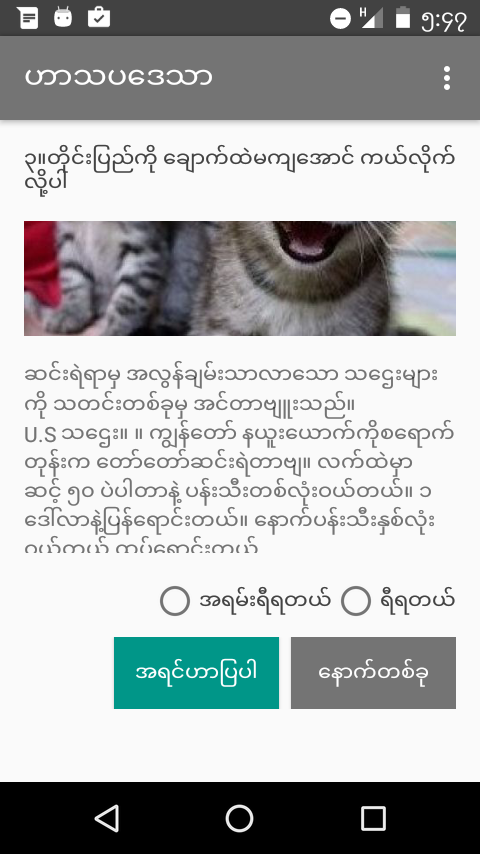 ၅:၄၇
ဟာသပဒေသာ
၃။တိုင်းပြည်ကို ချောက်ထဲမကျအောင် ကယ်လိုက်
လို့ပါ
ဆင်းရဲရာမှ အလွန်ချမ်းသာလာသော သဌေးများ
ကို သတင်းတစ်ခုမှ အင်တာဗျူးသည်။
U.S သဌေး။ ။ ကျွန်တော် နယူးယောက်ကိုစရောက်
တုန်းက တော်တော်ဆင်းရဲတာဗျ။ လက်ထဲမှာ
ဆင့် ၅၀ ပဲပါတာနဲ့ ပန်းသီးတစ်လုံးဝယ်တယ်။ ၁
ဒေါ်လာနဲ့ပြန်ရောင်းတယ်။ နောက်ပန်းသီးနှစ်လုံး
ဝယ်တယ် ထပ်ရောင်းတယ်
အရမ်းရီရတယ် ရီရတယ်
အရင်ဟာပြပါ နောက်တစ်ခု